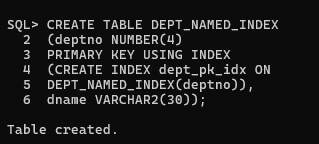 SQL> CREATE TABLE DEPT_NAMED_INDEX
2 (deptno NUMBER(4)
3 PRIMARY KEY USING INDEX
4 (CREATE INDEX dept_pk_idx ON
5 DEPT_NAMED_INDEX(deptno)),
6 dname VARCHAR2(30));
Table created.